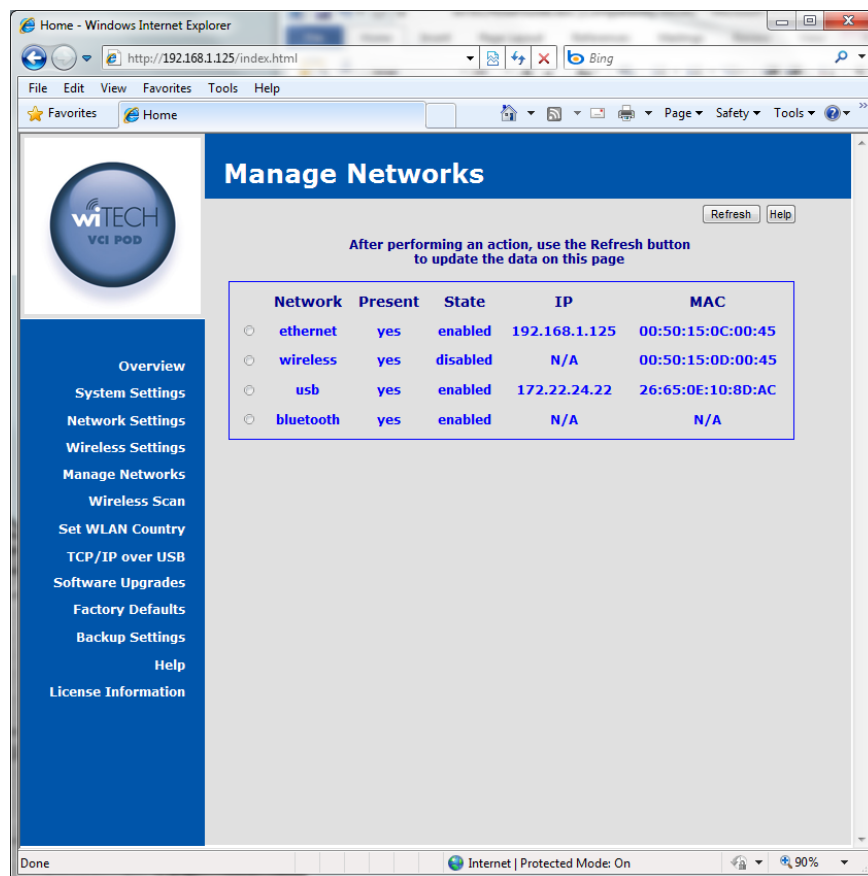 Home - Windows Internet Explorer
http://192.168.1.125/index.html
Bing
File Edit View Favorites Tools Help
Favorites Home Page Safety Tools
wiTECH
VCI POD
Manage Networks
Refresh Help
After performing an action, use the Refresh button
to update the data on this page
Network Present State IP MAC
ethernet yes enabled 192.168.1.125 00:50:15:0C:00:45
wireless yes disabled N/A 00:50:15:0D:00:45
usb yes enabled 172.22.24.22 26:65:0E:10:8D:AC
bluetooth yes enabled N/A N/A
Overview
System Settings
Network Settings
Wireless Settings
Manage Networks
Wireless Scan
Set WLAN Country
TCP/IP over USB
Software Upgrades
Factory Defaults
Backup Settings
Help
License Information
Done Internet | Protected Mode: On 90%